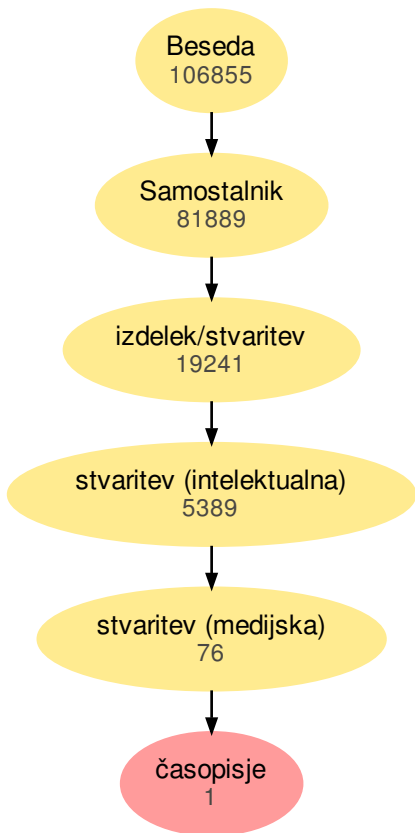 Beseda
106855
Samostalnik
81889
izdelek/stvaritev
19241
stvaritev (intelektualna)
5389
stvaritev (medijska)
76
časopisje
1